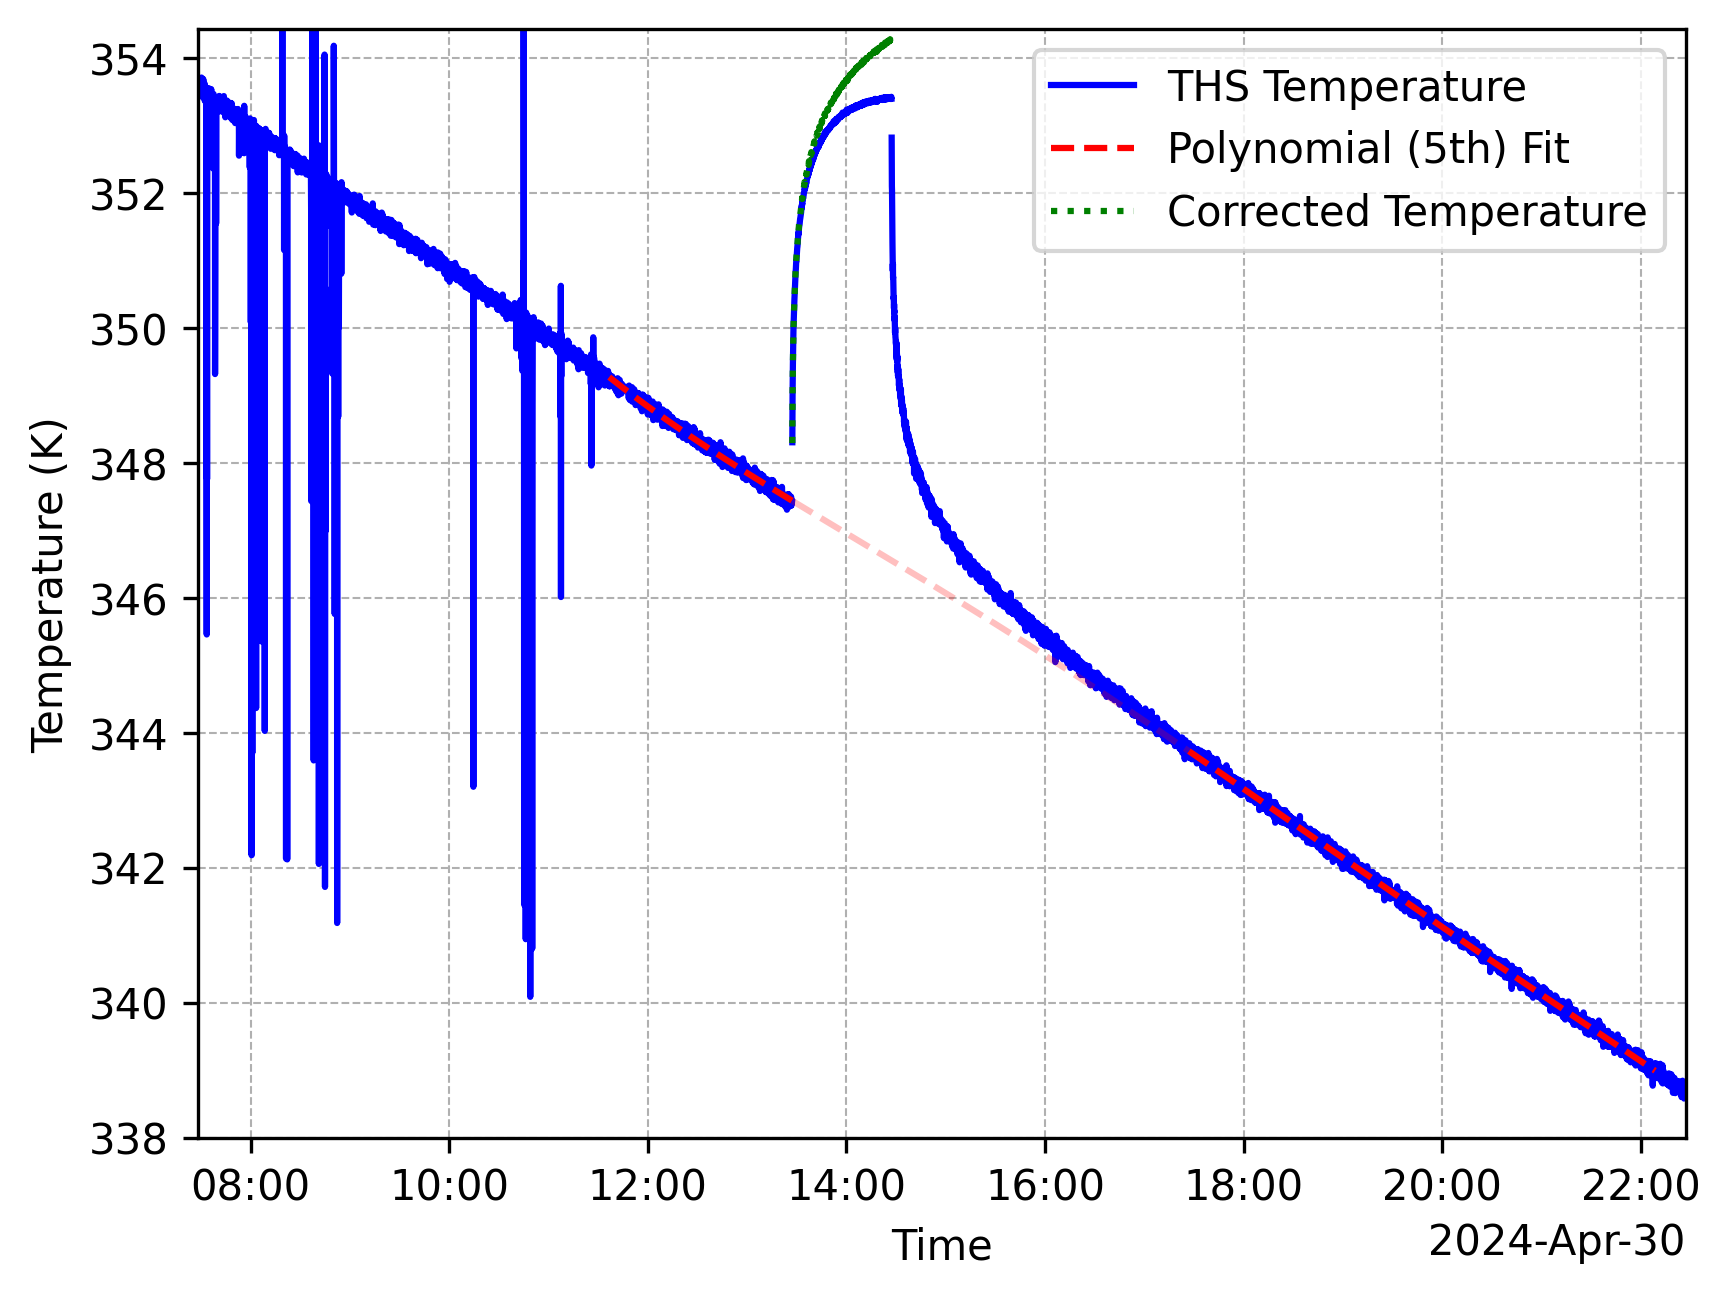 354
352
350
348
346
344
342
340
338
Temperature (K)
THS Temperature
Polynomial (5th) Fit
Corrected Temperature
08:00 10:00 12:00 14:00 16:00 18:00 20:00 22:00
Time
2024-Apr-30